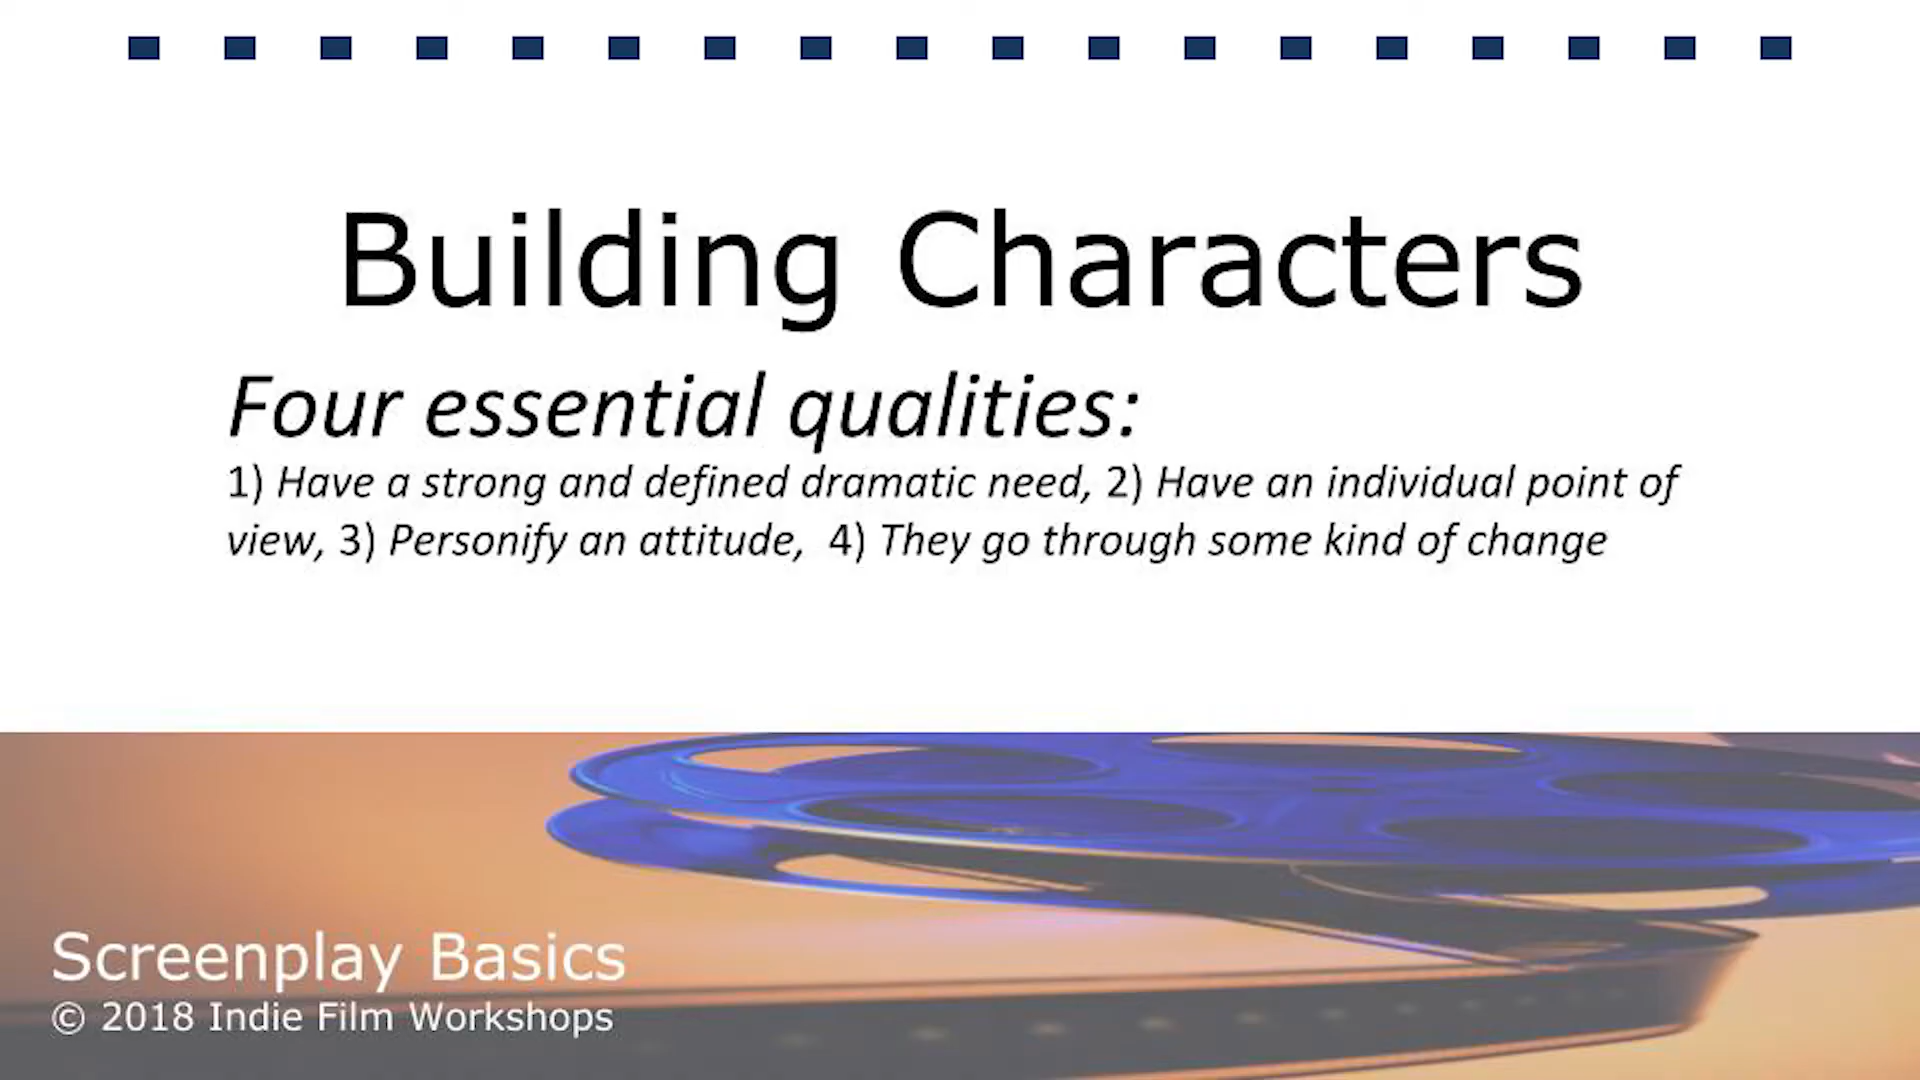 Building Characters
Four essential qualities:
1) Have a strong and defined dramatic need, 2) Have an individual point of
view, 3) Personify an attitude,  4) They go through some kind of change
Screenplay Basics
© 2018 Indie Film Workshops